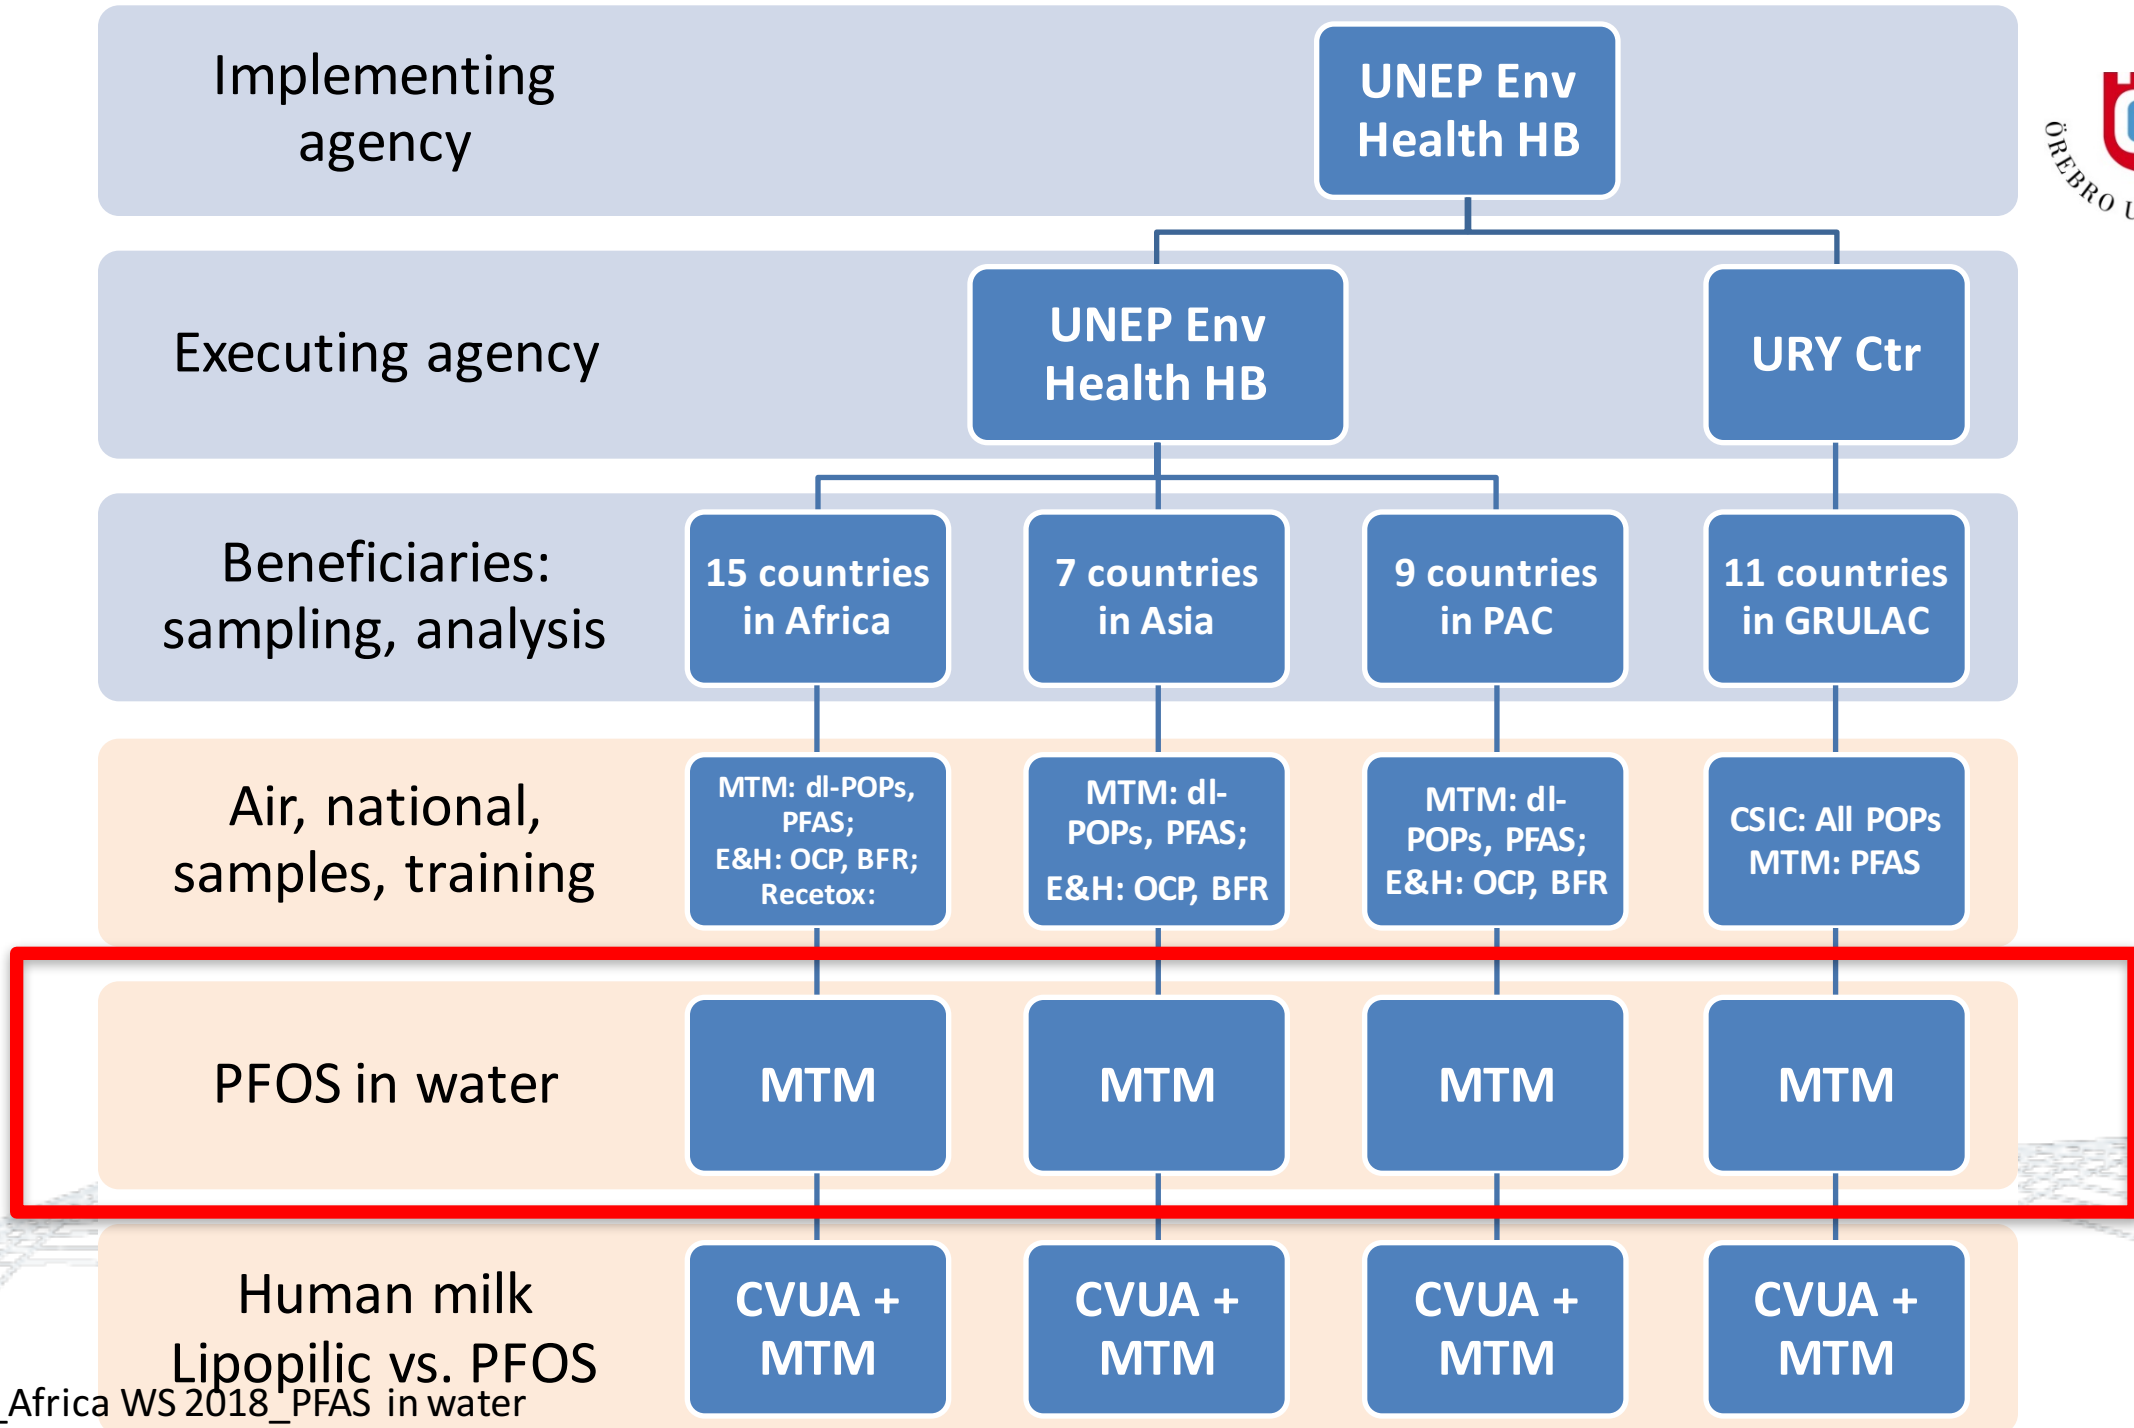 Implementing
agency
UNEP Env
Health HB
ÖREBRO
Executing agency
UNEP Env
Health HB
URY Ctr
Beneficiaries:
sampling, analysis
15 countries
in Africa
7 countries
in Asia
9 countries
in PAC
11 countries
in GRULAC
Air, national,
samples, training
MTM: dl-POPs,
PFAS;
E&H: OCP, BFR;
Recetox:
MTM: dl-
POPs, PFAS;
E&H: OCP, BFR
MTM: dl-
POPs, PFAS;
E&H: OCP, BFR
CSIC: All POPs
MTM: PFAS
PFOS in water
MTM
MTM
MTM
MTM
Human milk
Lipopilic vs. PFOS
CVUA +
MTM
CVUA +
MTM
CVUA +
MTM
CVUA +
MTM
_Africa WS 2018_PFAS in water